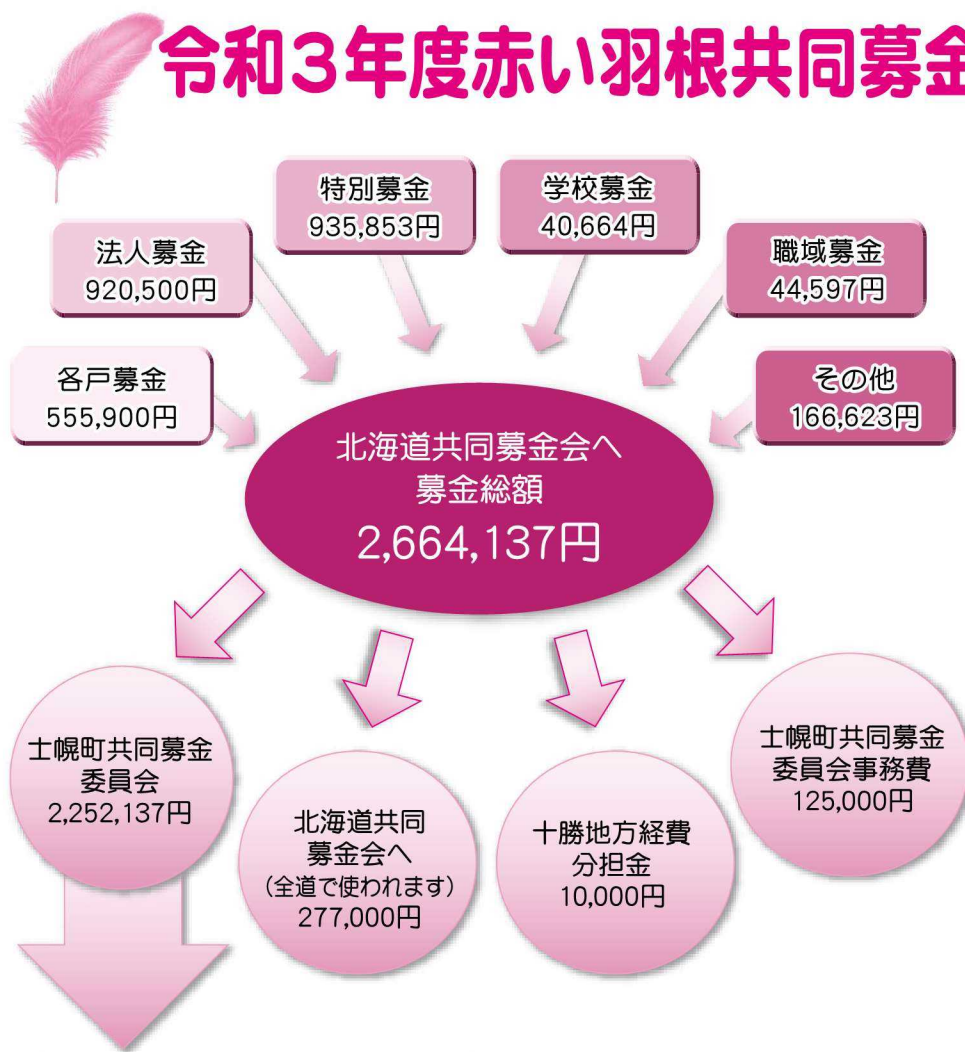 令和3年度赤い羽根共同募金
特別募金
935,853円
学校募金
40,664円
法人募金
920,500円
職域募金
44,597円
各戸募金
555,900円
その他
166,623円
北海道共同募金会へ
募金総額
2,664,137円
士幌町共同募金
委員会
2,252,137円
北海道共同
募金会へ
（全道で使われます）
277,000円
十勝地方経費
分担金
10,000円
士幌町共同募金
委員会事務費
125,000円